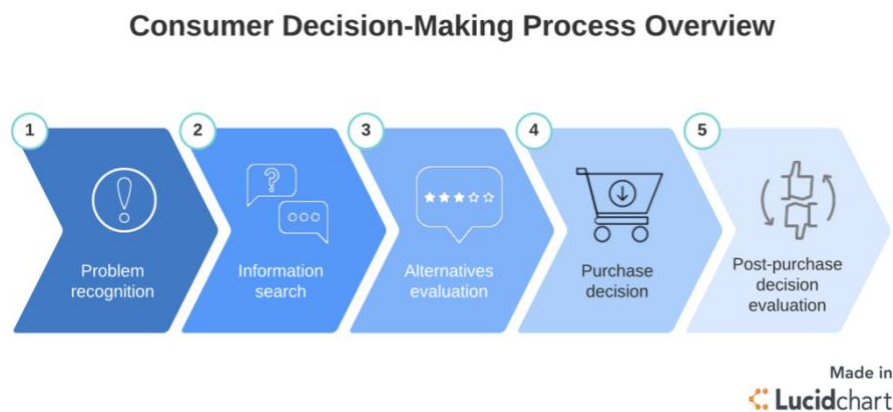 Consumer Decision-Making Process Overview
1
2
3
4
5
?
Problem
recognition
Information
search
Alternatives
evaluation
Purchase
decision
Post-purchase
decision
evaluation
Made in
Lucidchart